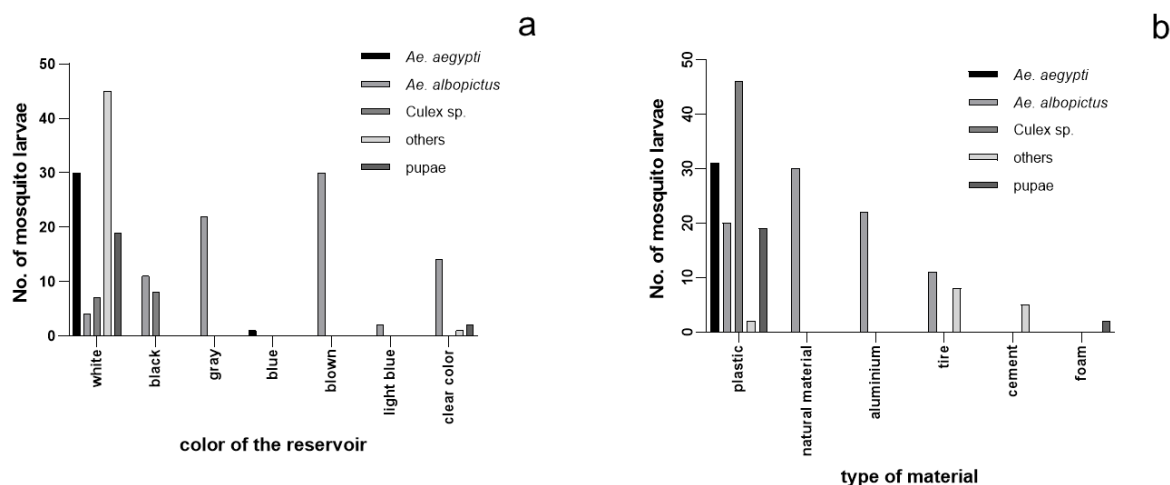 a
50
40
30
20
10
0
No. of mosquito larvae
Ae. aegypti
Ae. albopictus
Culex sp.
others
pupae
white
black
gray
blue
blown
light blue
clear color
color of the reservoir
b
50
40
30
20
10
0
No. of mosquito larvae
Ae. aegypti
Ae. albopictus
Culex sp.
others
pupae
plastic
natural material
aluminium
tire
cement
foam
type of material